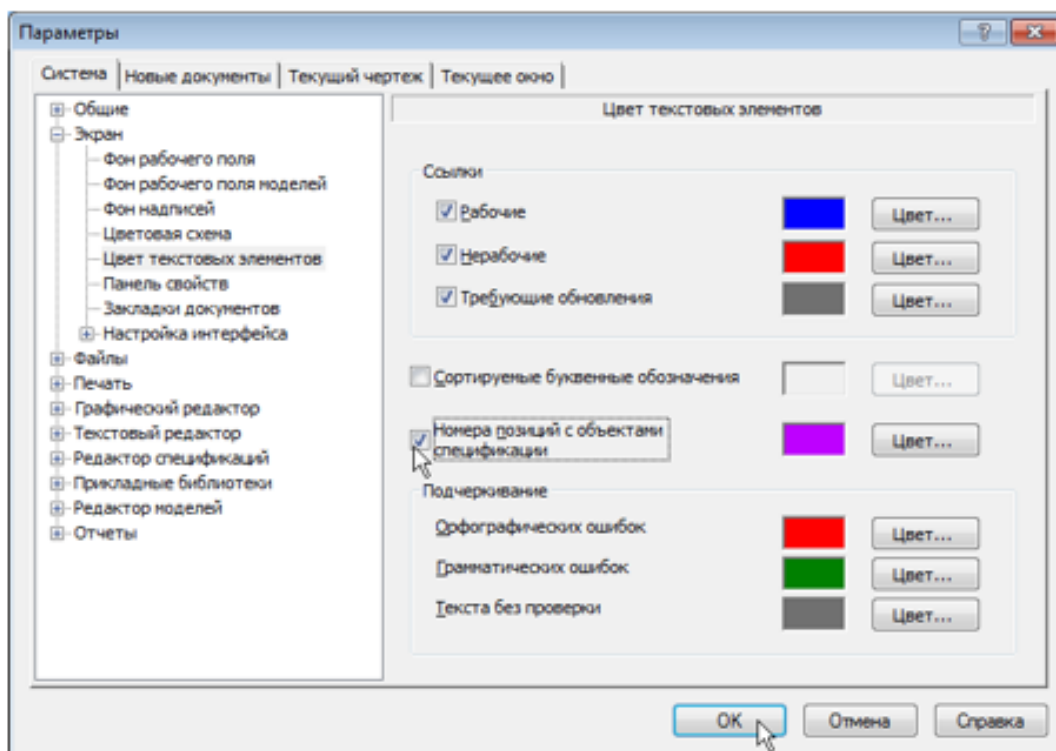 Параметры
Система Новые документы Текущий чертеж Текущее окно
Общие
Экран
Фон рабочего поля
Фон рабочего поля моделей
Фон надписей
Цветовая схема
Цвет текстовых элементов
Панель свойств
Закладки документов
Настройка интерфейса
Файлы
Печать
Графический редактор
Текстовый редактор
Редактор спецификаций
Прикладные библиотеки
Редактор моделей
Отчеты
Цвет текстовых элементов
Ссылки
Рабочие Цвет...
Нерабочие Цвет...
Требующие обновления Цвет...
Сортируемые буквенные обозначения Цвет...
Номера позиций с объектами
спецификации Цвет...
Подчеркивание
Орфографических ошибок Цвет...
Грамматических ошибок Цвет...
Текста без проверки Цвет...
OK Отмена Справка